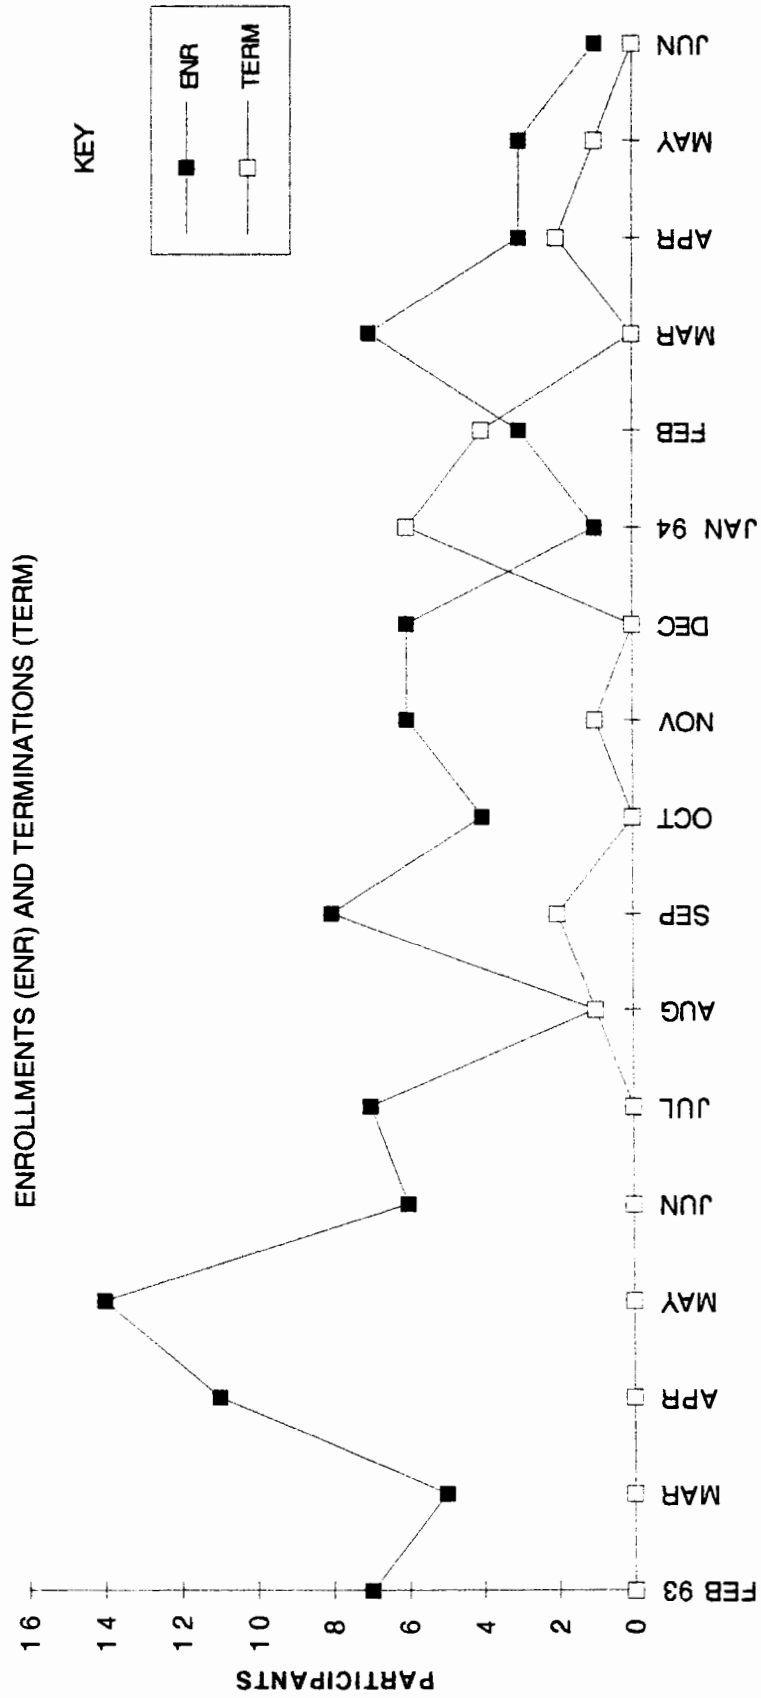 ENROLLMENTS (ENR) AND TERMINATIONS (TERM)
KEY
ENR
TERM
PARTICIPANTS
16
14
12
10
8
6
4
2
0
FEB 93
MAR
APR
MAY
JUN
JUL
AUG
SEP
OCT
NOV
DEC
JAN 94
FEB
MAR
APR
MAY
JUN